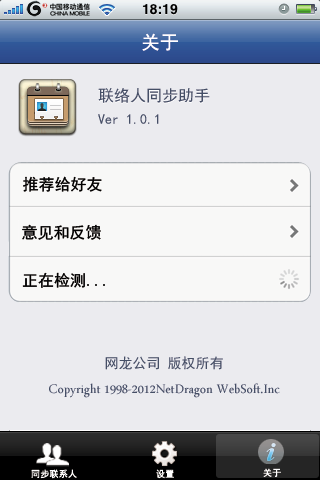 中国移动通信
CHINA MOBILE
18:19
关于
联络人同步助手
Ver 1.0.1
推荐给好友
意见和反馈
正在检测...
网龙公司 版权所有
Copyright 1998-2012NetDragon WebSoft.Inc
同步联系人
设置
关于